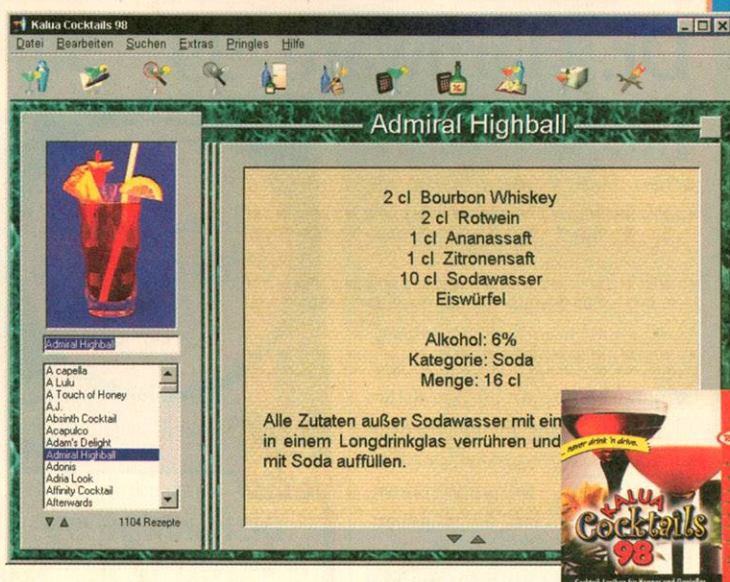 Kalua Cocktails 98
Datei Bearbeiten Suchen Extras Pringles Hilfe
Admiral Highball
2 cl Bourbon Whiskey
2 cl Rotwein
1 cl Ananassaft
1 cl Zitronensaft
10 cl Sodawasser
Eiswürfel
Alkohol: 6%
Kategorie: Soda
Menge: 16 cl
Alle Zutaten außer Sodawasser mit ein
in einem Longdrinkglas verrühren und
mit Soda auffüllen.
Admiral Highball
A capella
A Lulu
A Touch of Honey
A.J.
Absinth Cocktail
Acapulco
Adam's Delight
Admiral Highball
Adonis
Adria Look
Affinity Cocktail
Afterwards
1104 Rezepte
never drink 'n drive.
KALUA
Cocktails
98